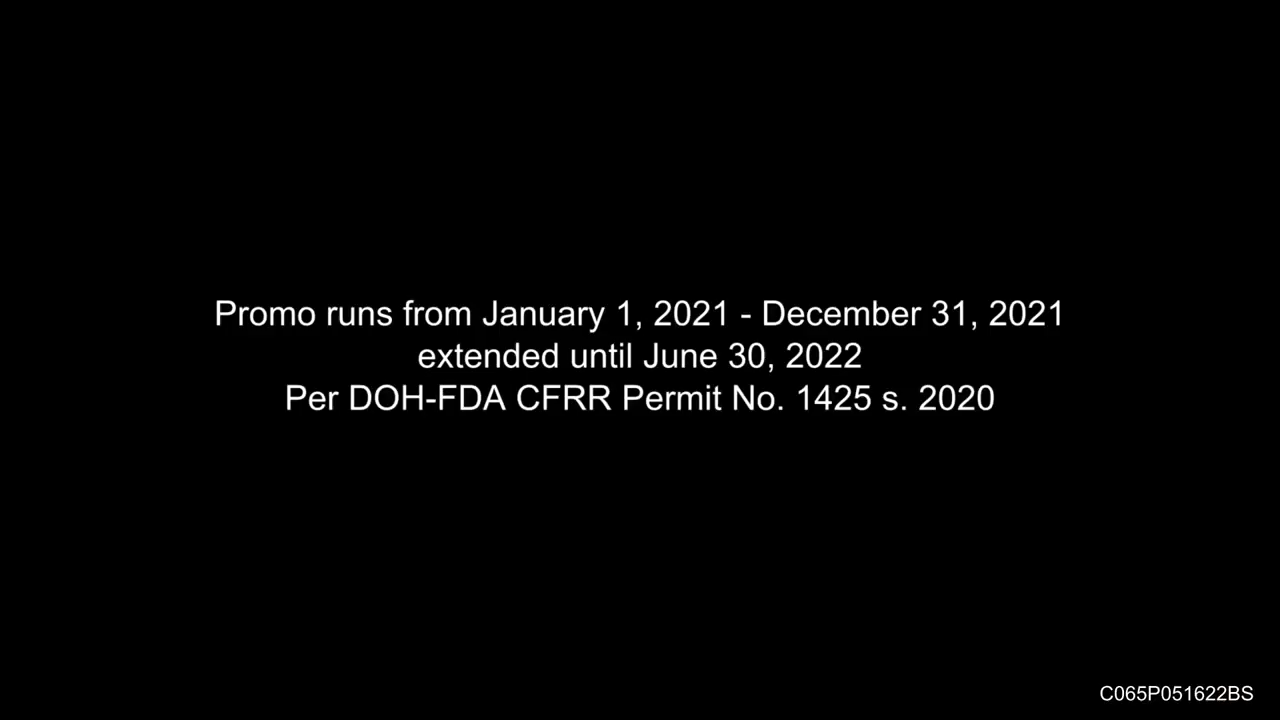 Promo runs from January 1, 2021 - December 31, 2021
extended until June 30, 2022
Per DOH-FDA CFRR Permit No. 1425 s. 2020
C065P051622BS